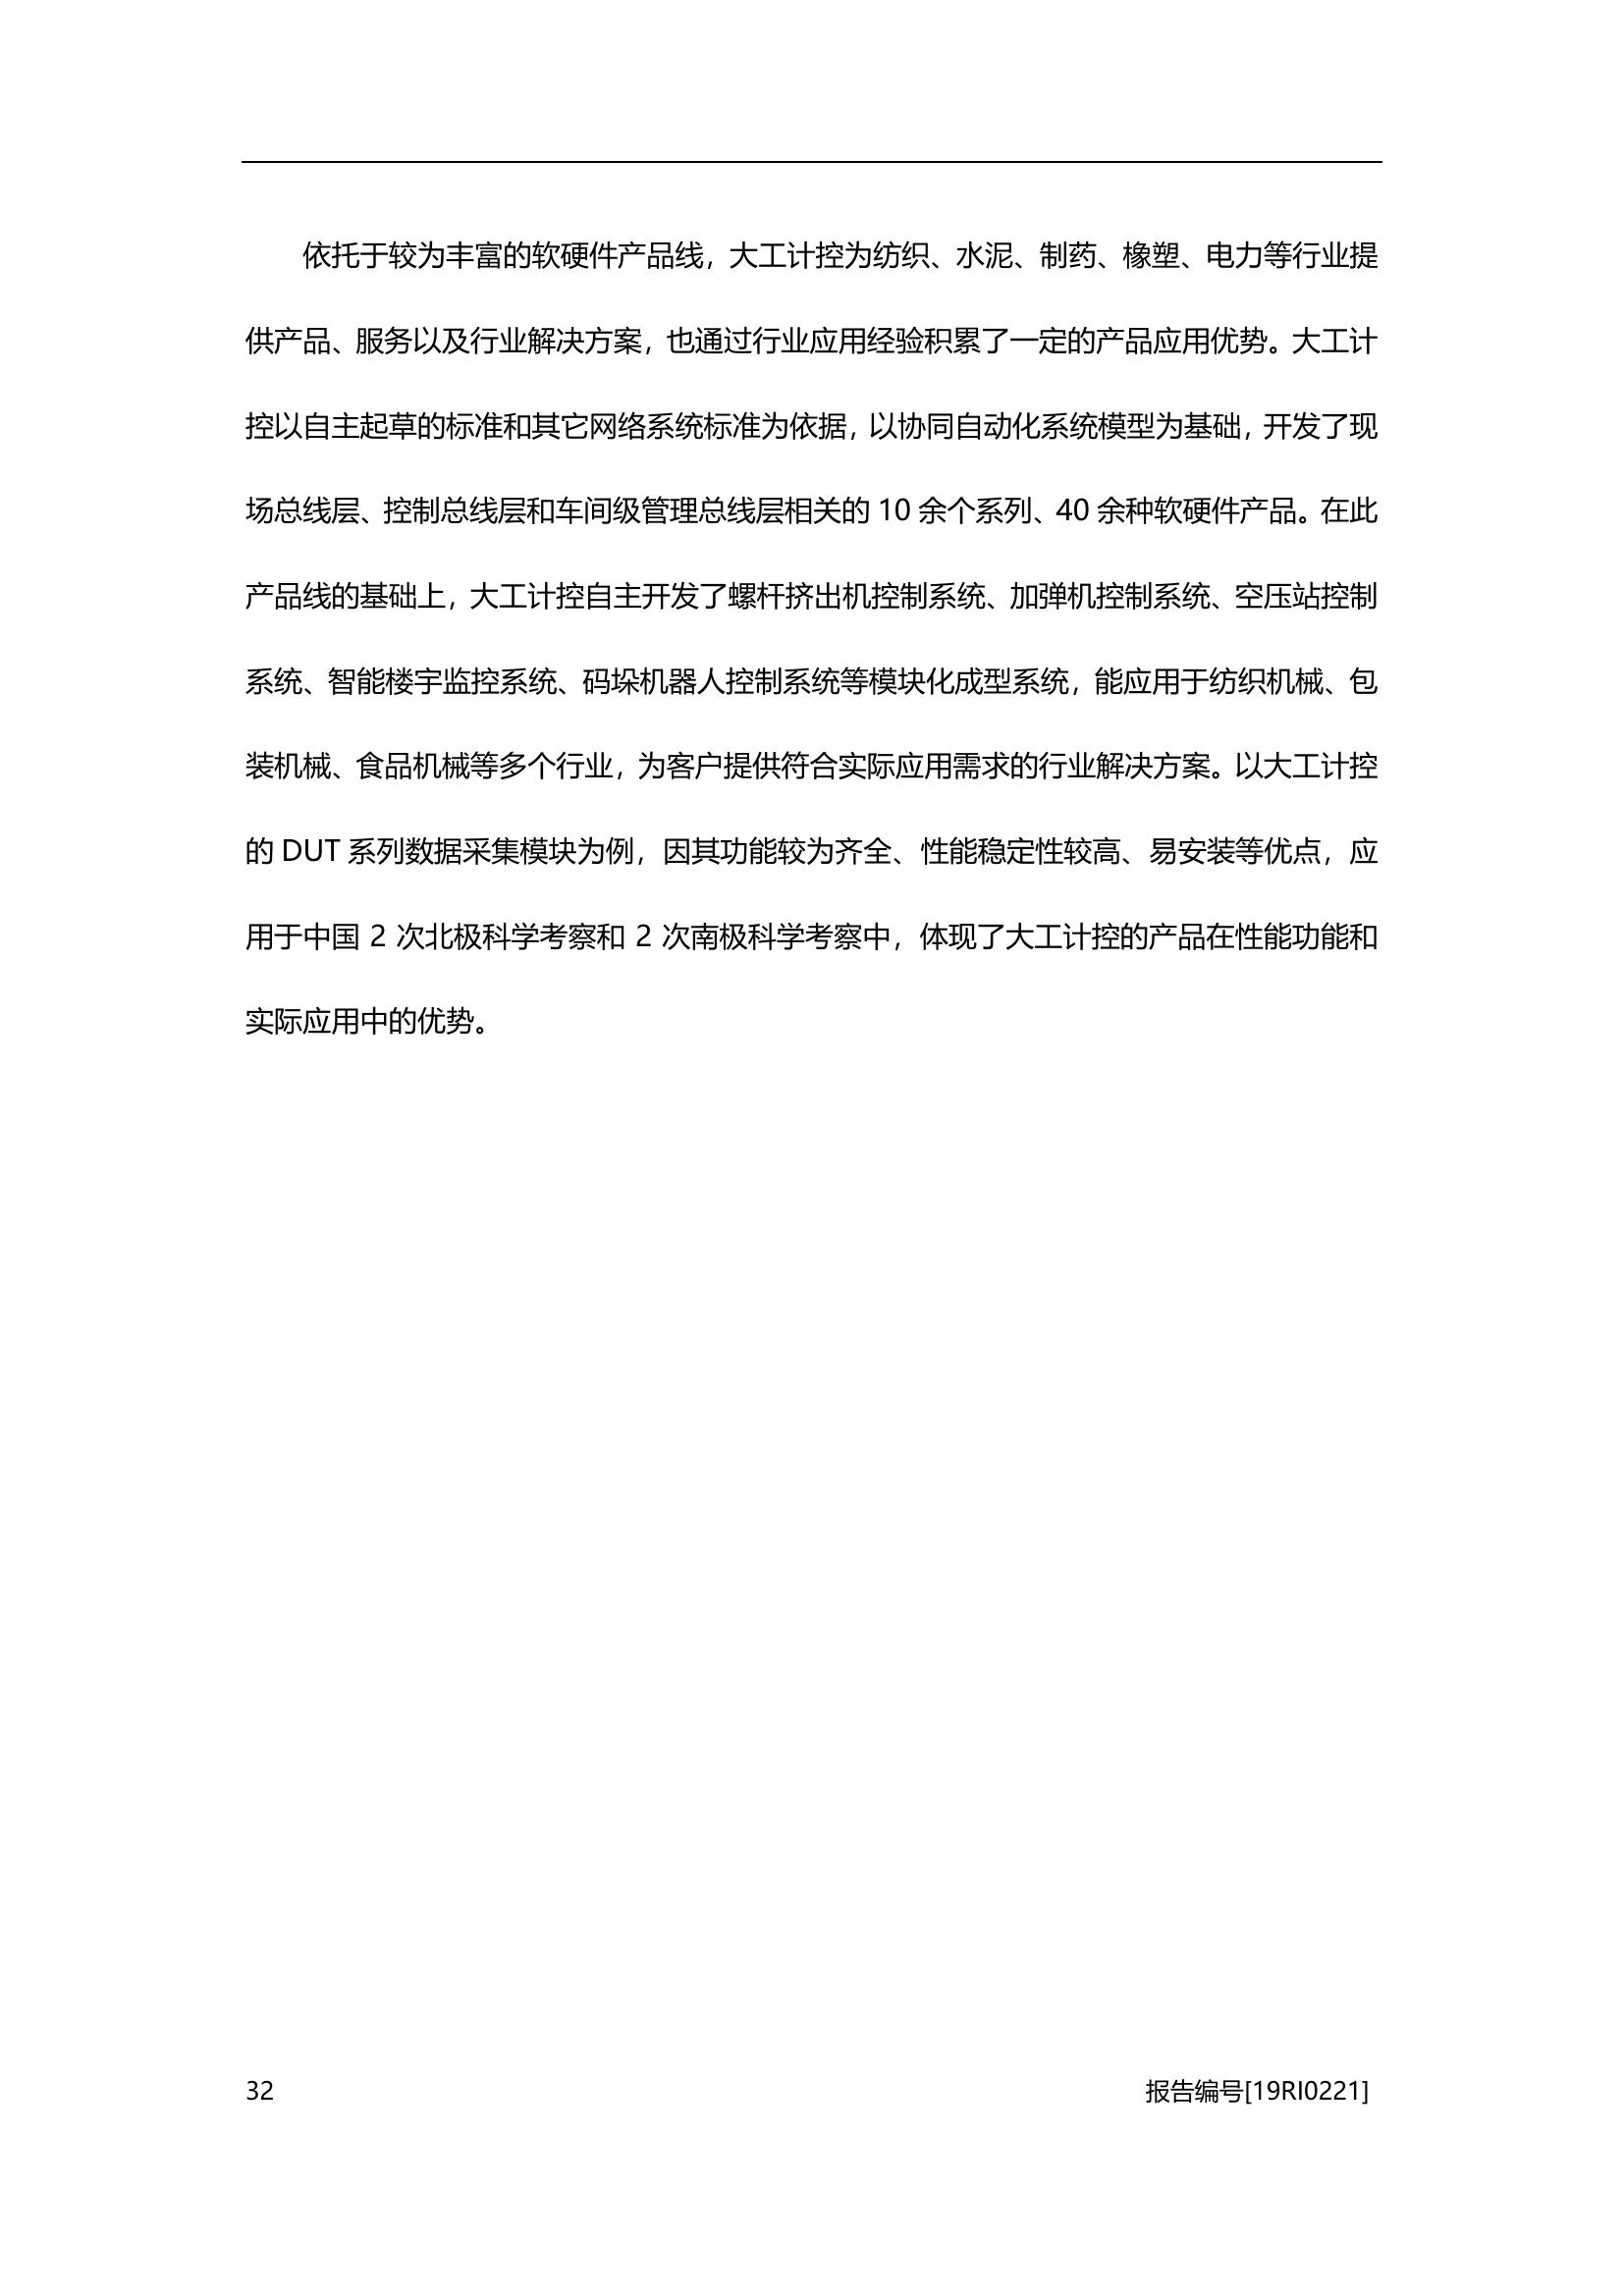 依托于较为丰富的软硬件产品线，大工计控为纺织、水泥、制药、橡塑、电力等行业提
供产品、服务以及行业解决方案，也通过行业应用经验积累了一定的产品应用优势。大工计
控以自主起草的标准和其它网络系统标准为依据，以协同自动化系统模型为基础，开发了现
场总线层、控制总线层和车间级管理总线层相关的 10 余个系列、40 余种软硬件产品。在此
产品线的基础上，大工计控自主开发了螺杆挤出机控制系统、加弹机控制系统、空压站控制
系统、智能楼宇监控系统、码垛机器人控制系统等模块化成型系统，能应用于纺织机械、包
装机械、食品机械等多个行业，为客户提供符合实际应用需求的行业解决方案。以大工计控
的 DUT 系列数据采集模块为例，因其功能较为齐全、性能稳定性较高、易安装等优点，应
用于中国 2 次北极科学考察和 2 次南极科学考察中，体现了大工计控的产品在性能功能和
实际应用中的优势。
32 报告编号[19RI0221]